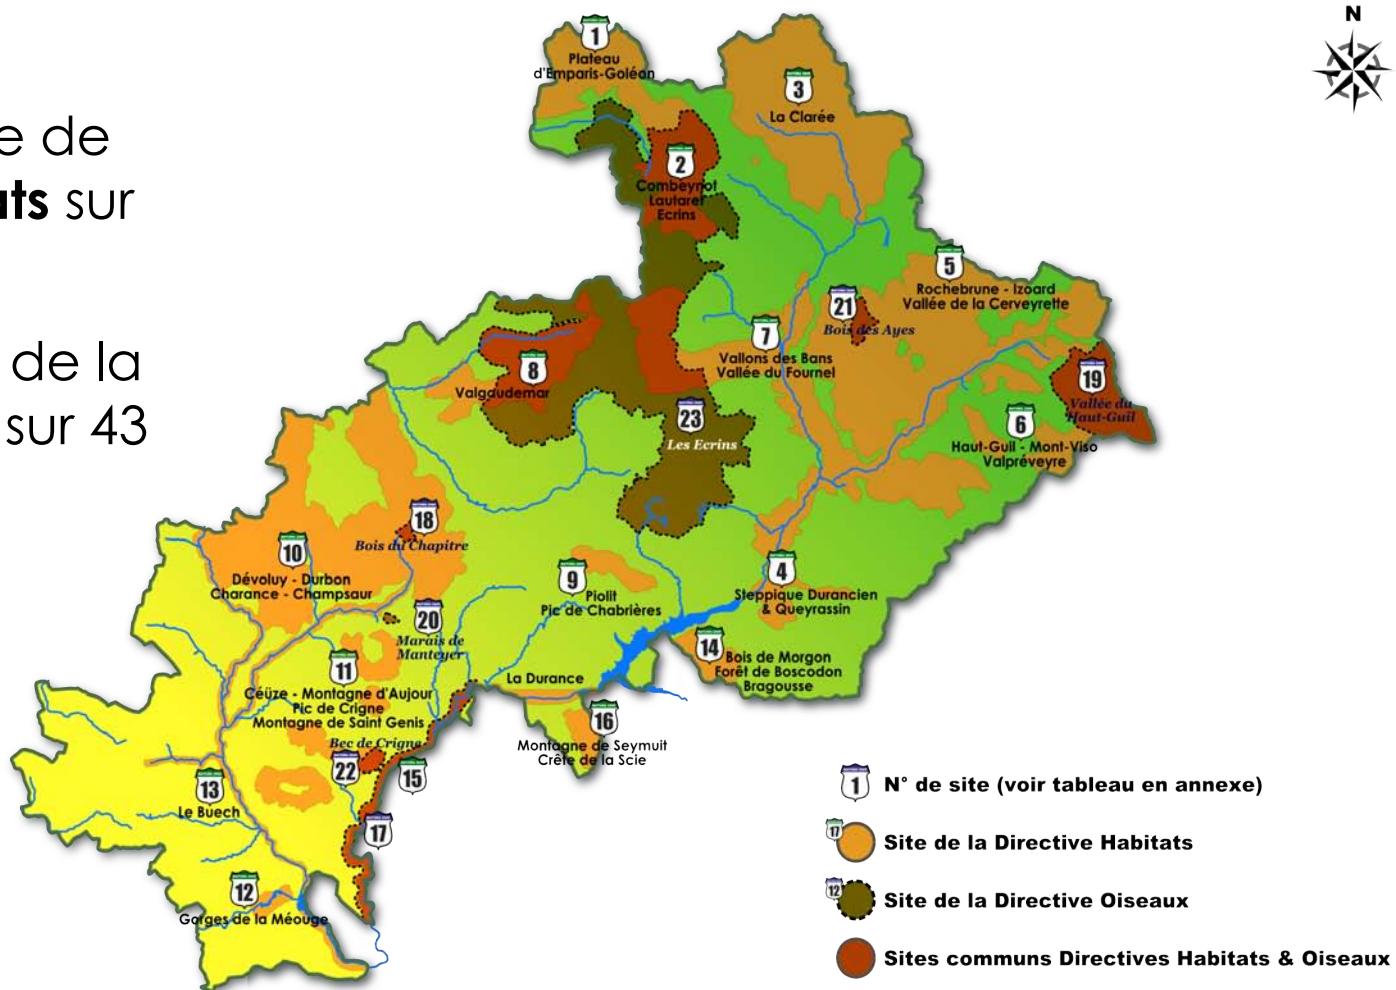 N
e de
ats sur
de la
sur 43
1
Plateau
d'Emparis-Goléon
3
La Clarée
2
Combeynot
Lautaret
Ecrins
5
Rochebrune - Izoard
Vallée de la Cerveyrette
21
Bois des Ayes
7
Vallons des Bans
Vallée du Fournel
19
Vallée du
Haut-Guil
8
Valgaudemar
23
Les Ecrins
6
Haut-Guil - Mont-Viso
Valpréveyre
18
Bois du Chapitre
10
Dévoluy - Durbon
Charance - Champsaur
9
Piolit
Pic de Chabrières
4
Steppique Durancien
& Queyrassin
20
Marais de
Manteyer
14
Bois de Morgon
Forêt de Boscodon
Bragousse
11
Céüze - Montagne d'Aujour
Pic de Crigne
Montagne de Saint Genis
La Durance
16
Montagne de Seymuit
Crête de la Scie
Bec de Crigne
22
15
13
Le Buech
17
12
Gorges de la Méouge
1
N° de site (voir tableau en annexe)
17
Site de la Directive Habitats
12
Site de la Directive Oiseaux
Sites communs Directives Habitats & Oiseaux